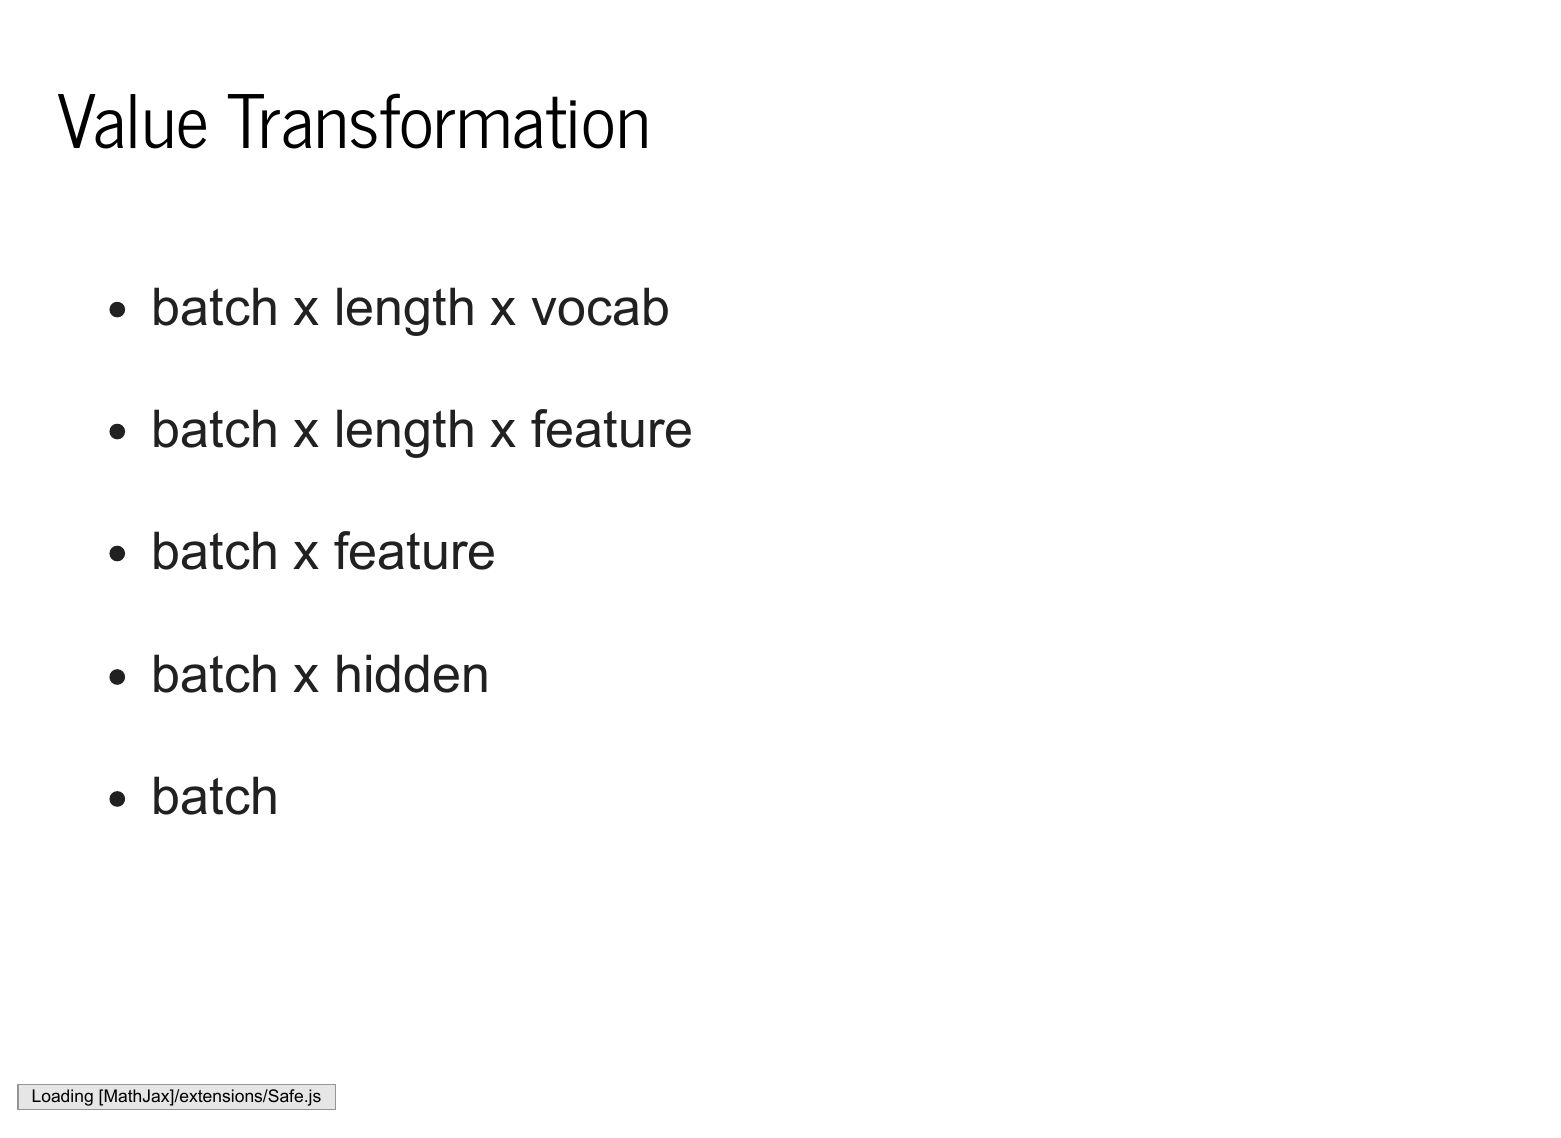 Value Transformation
• batch x length x vocab
• batch x length x feature
• batch x feature
• batch x hidden
• batch
Loading [MathJax]/extensions/Safe.js